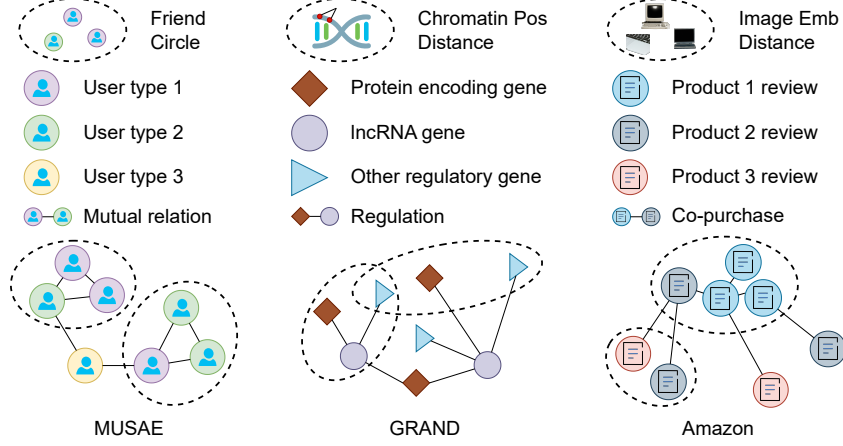 Friend
Circle
User type 1
User type 2
User type 3
Mutual relation
MUSAE
Chromatin Pos
Distance
Protein encoding gene
lncRNA gene
Other regulatory gene
Regulation
GRAND
Image Emb
Distance
Product 1 review
Product 2 review
Product 3 review
Co-purchase
Amazon